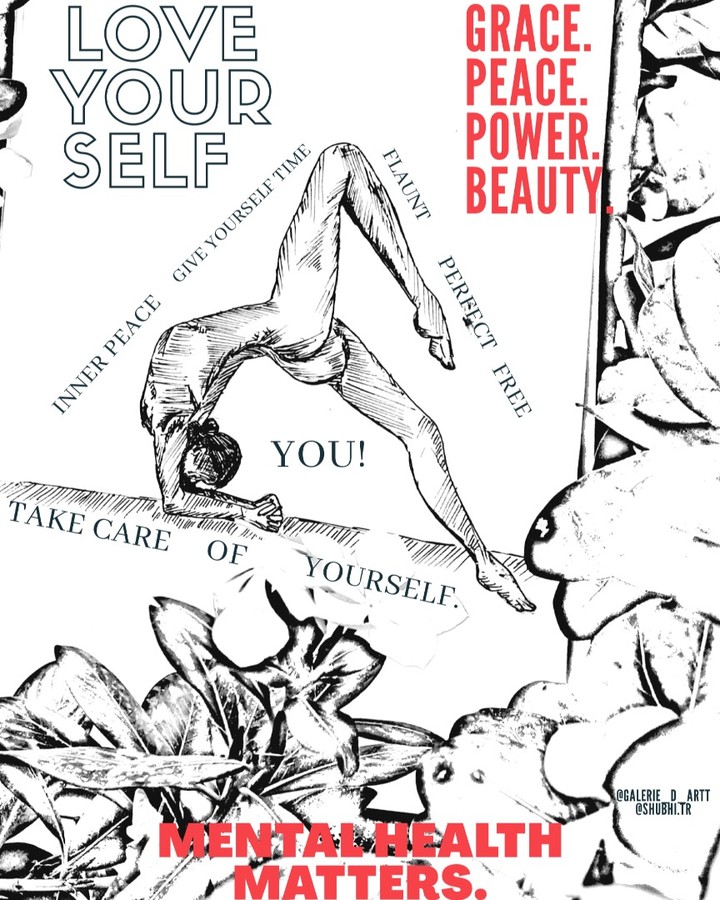 LOVE
YOUR
SELF
GRACE.
PEACE.
POWER.
BEAUTY.
INNER PEACE GIVE YOURSELF TIME
FLAUNT PERFECT FREE
YOU!
TAKE CARE OF YOURSELF.
@GALERIE_D_ARTT
@SHUBHI.TR
MENTAL HEALTH
MATTERS.